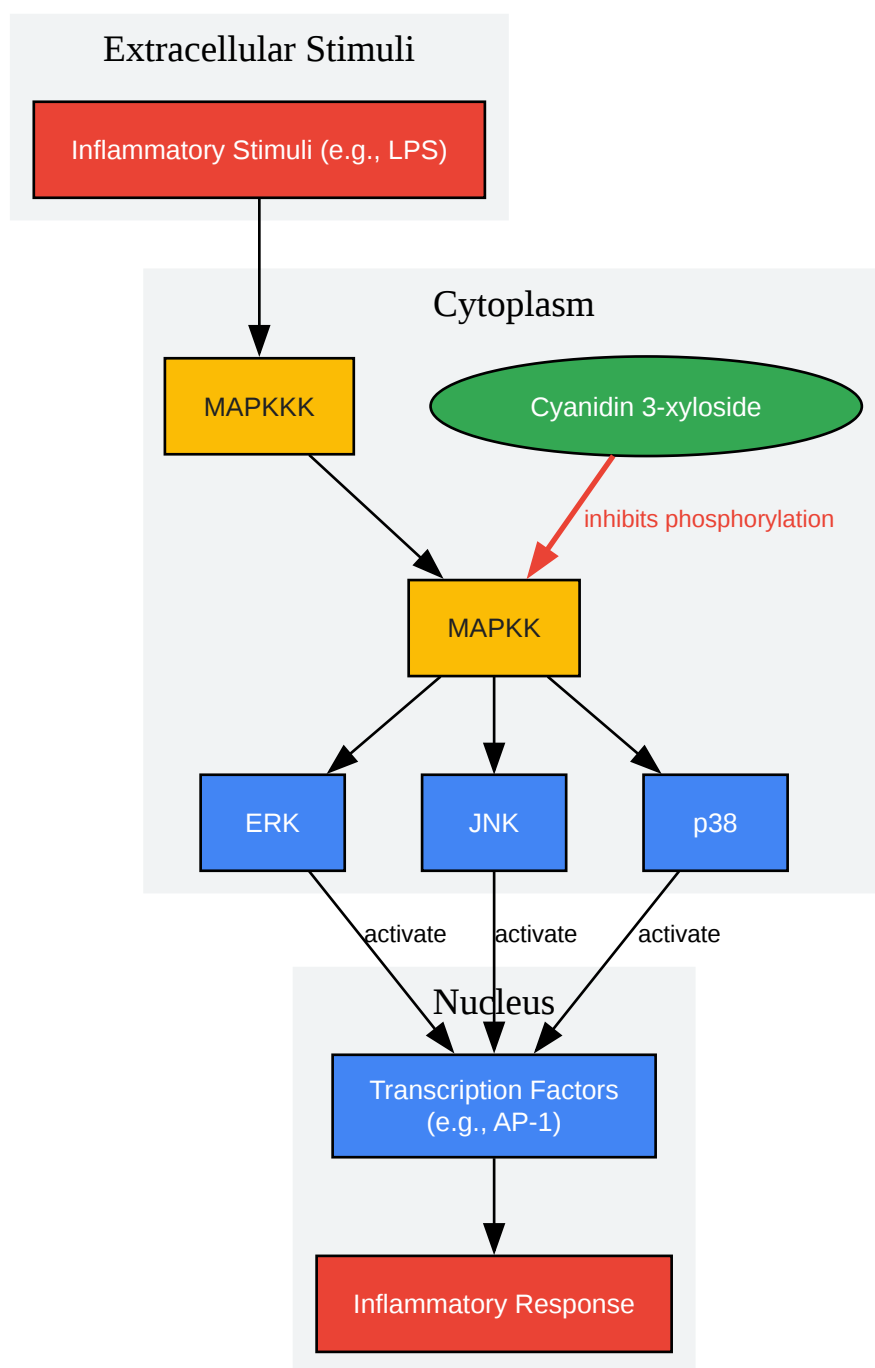 Extracellular Stimuli
Inflammatory Stimuli (e.g., LPS)
Cytoplasm
MAPKKK
Cyanidin 3-xyloside
inhibits phosphorylation
MAPKK
ERK
JNK
p38
activate
activate
activate
Nucleus
Transcription Factors
(e.g., AP-1)
Inflammatory Response